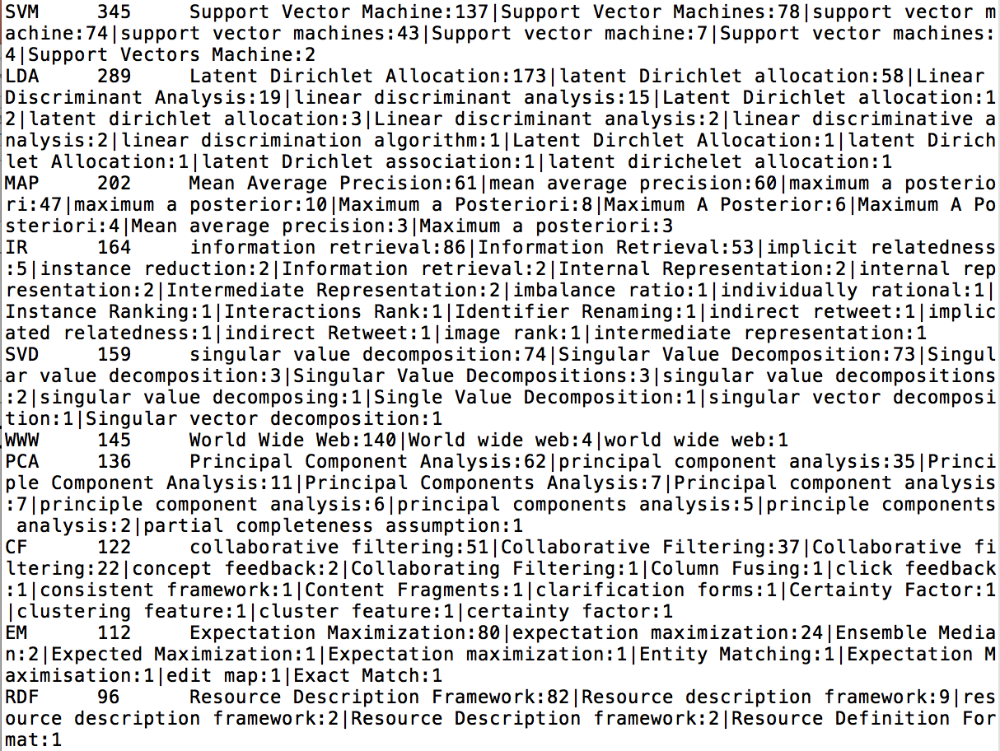 SVM     345     Support Vector Machine:137|Support Vector Machines:78|support vector m
achine:74|support vector machines:43|Support vector machine:7|Support vector machines:
4|Support Vectors Machine:2
LDA     289     Latent Dirichlet Allocation:173|latent Dirichlet allocation:58|Linear
Discriminant Analysis:19|linear discriminant analysis:15|Latent Dirichlet allocation:1
2|latent dirichlet allocation:3|Linear discriminant analysis:2|linear discriminative a
nalysis:2|linear discrimination algorithm:1|Latent Dirchlet Allocation:1|latent Dirich
let Allocation:1|latent Drichlet association:1|latent dirichelet allocation:1
MAP     202     Mean Average Precision:61|mean average precision:60|maximum a posterio
ri:47|maximum a posterior:10|Maximum a Posteriori:8|Maximum A Posterior:6|Maximum A Po
steriori:4|Mean average precision:3|Maximum a posteriori:3
IR      164     information retrieval:86|Information Retrieval:53|implicit relatedness
:5|instance reduction:2|Information retrieval:2|Internal Representation:2|internal rep
resentation:2|Intermediate Representation:2|imbalance ratio:1|individually rational:1|
Instance Ranking:1|Interactions Rank:1|Identifier Renaming:1|indirect retweet:1|implic
ated relatedness:1|indirect Retweet:1|image rank:1|intermediate representation:1
SVD     159     singular value decomposition:74|Singular Value Decomposition:73|Singul
ar value decomposition:3|Singular Value Decompositions:3|singular value decompositions
:2|singular value decomposing:1|Single Value Decomposition:1|singular vector decomposi
tion:1|Singular vector decomposition:1
WWW     145     World Wide Web:140|World wide web:4|world wide web:1
PCA     136     Principal Component Analysis:62|principal component analysis:35|Princi
ple Component Analysis:11|Principal Components Analysis:7|Principal component analysis
:7|principle component analysis:6|principal components analysis:5|principle components
 analysis:2|partial completeness assumption:1
CF      122     collaborative filtering:51|Collaborative Filtering:37|Collaborative fi
ltering:22|concept feedback:2|Collaborating Filtering:1|Column Fusing:1|click feedback
:1|consistent framework:1|Content Fragments:1|clarification forms:1|Certainty Factor:1
|clustering feature:1|cluster feature:1|certainty factor:1
EM      112     Expectation Maximization:80|expectation maximization:24|Ensemble Media
n:2|Expected Maximization:1|Expectation maximization:1|Entity Matching:1|Expectation M
aximisation:1|edit map:1|Exact Match:1
RDF     96      Resource Description Framework:82|Resource description framework:9|res
ource description framework:2|Resource Description framework:2|Resource Definition For
mat:1